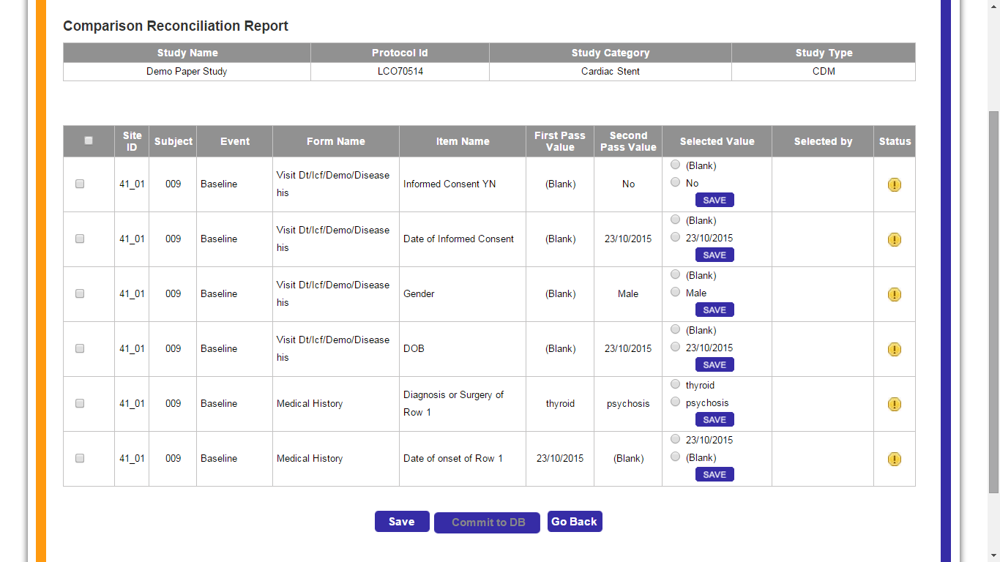 Comparison Reconciliation Report
Study Name Protocol Id Study Category Study Type
Demo Paper Study LCO70514 Cardiac Stent CDM
Site ID Subject Event Form Name Item Name First Pass Value Second Pass Value Selected Value Selected by Status
41_01 009 Baseline Visit Dt/Icf/Demo/Disease his Informed Consent YN (Blank) No (Blank) No SAVE
41_01 009 Baseline Visit Dt/Icf/Demo/Disease his Date of Informed Consent (Blank) 23/10/2015 (Blank) 23/10/2015 SAVE
41_01 009 Baseline Visit Dt/Icf/Demo/Disease his Gender (Blank) Male (Blank) Male SAVE
41_01 009 Baseline Visit Dt/Icf/Demo/Disease his DOB (Blank) 23/10/2015 (Blank) 23/10/2015 SAVE
41_01 009 Baseline Medical History Diagnosis or Surgery of Row 1 thyroid psychosis thyroid psychosis SAVE
41_01 009 Baseline Medical History Date of onset of Row 1 23/10/2015 (Blank) 23/10/2015 (Blank) SAVE
Save Commit to DB Go Back